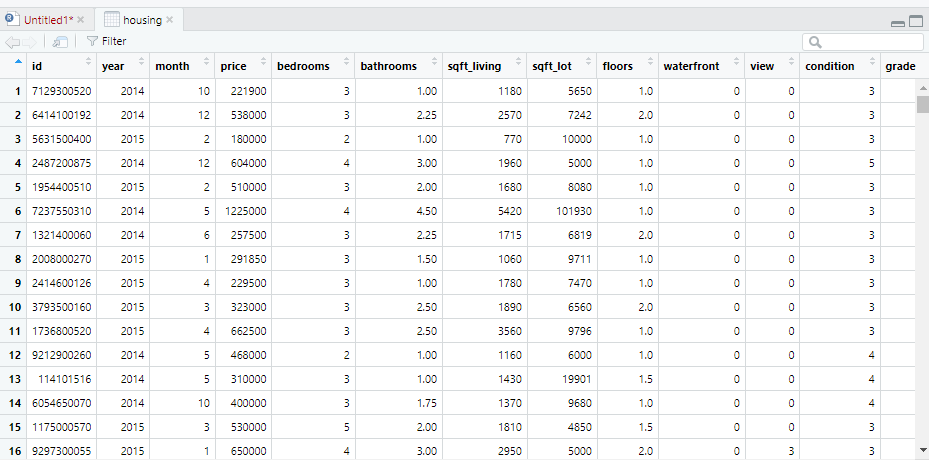 Untitled1* housing
Filter
id year month price bedrooms bathrooms sqft_living sqft_lot floors waterfront view condition grade
1 7129300520 2014 10 221900 3 1.00 1180 5650 1.0 0 0 3
2 6414100192 2014 12 538000 3 2.25 2570 7242 2.0 0 0 3
3 5631500400 2015 2 180000 2 1.00 770 10000 1.0 0 0 3
4 2487200875 2014 12 604000 4 3.00 1960 5000 1.0 0 0 5
5 1954400510 2015 2 510000 3 2.00 1680 8080 1.0 0 0 3
6 7237550310 2014 5 1225000 4 4.50 5420 101930 1.0 0 0 3
7 1321400060 2014 6 257500 3 2.25 1715 6819 2.0 0 0 3
8 2008000270 2015 1 291850 3 1.50 1060 9711 1.0 0 0 3
9 2414600126 2015 4 229500 3 1.00 1780 7470 1.0 0 0 3
10 3793500160 2015 3 323000 3 2.50 1890 6560 2.0 0 0 3
11 1736800520 2015 4 662500 3 2.50 3560 9796 1.0 0 0 3
12 9212900260 2014 5 468000 2 1.00 1160 6000 1.0 0 0 4
13 114101516 2014 5 310000 3 1.00 1430 19901 1.5 0 0 4
14 6054650070 2014 10 400000 3 1.75 1370 9680 1.0 0 0 4
15 1175000570 2015 3 530000 5 2.00 1810 4850 1.5 0 0 3
16 9297300055 2015 1 650000 4 3.00 2950 5000 2.0 0 3 3